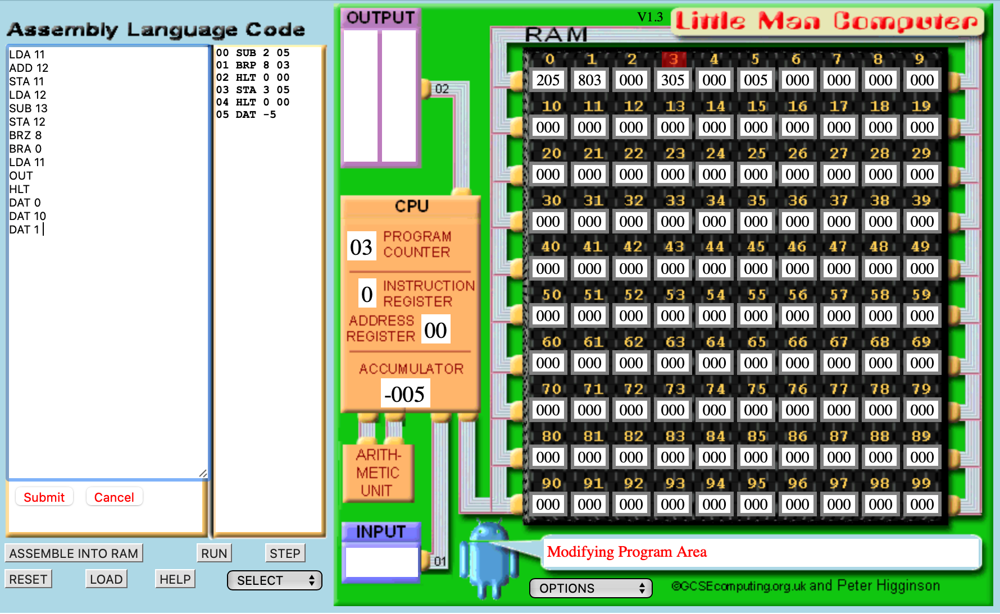 Assembly Language Code
LDA 11
ADD 12
STA 11
LDA 12
SUB 13
STA 12
BRZ 8
BRA 0
LDA 11
OUT
HLT
DAT 0
DAT 10
DAT 1
Submit Cancel
00 SUB 2 05
01 BRP 8 03
02 HLT 0 00
03 STA 3 05
04 HLT 0 00
05 DAT -5
ASSEMBLE INTO RAM RUN STEP
RESET LOAD HELP SELECT
OUTPUT
02
CPU
03 PROGRAM COUNTER
0 INSTRUCTION REGISTER
ADDRESS REGISTER 00
ACCUMULATOR
-005
ARITH-
METIC
UNIT
INPUT
01
V1.3 Little Man Computer
RAM
0 1 2 3 4 5 6 7 8 9
205 803 000 305 000 005 000 000 000 000
10 11 12 13 14 15 16 17 18 19
000 000 000 000 000 000 000 000 000 000
20 21 22 23 24 25 26 27 28 29
000 000 000 000 000 000 000 000 000 000
30 31 32 33 34 35 36 37 38 39
000 000 000 000 000 000 000 000 000 000
40 41 42 43 44 45 46 47 48 49
000 000 000 000 000 000 000 000 000 000
50 51 52 53 54 55 56 57 58 59
000 000 000 000 000 000 000 000 000 000
60 61 62 63 64 65 66 67 68 69
000 000 000 000 000 000 000 000 000 000
70 71 72 73 74 75 76 77 78 79
000 000 000 000 000 000 000 000 000 000
80 81 82 83 84 85 86 87 88 89
000 000 000 000 000 000 000 000 000 000
90 91 92 93 94 95 96 97 98 99
000 000 000 000 000 000 000 000 000 000
Modifying Program Area
OPTIONS
©GCSEcomputing.org.uk and Peter Higginson